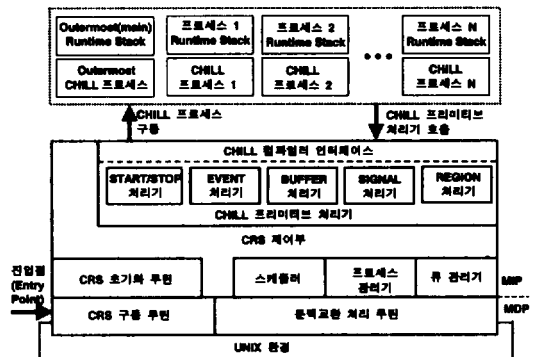 Outermost(main)
Runtime Stack
프로세스 1
Runtime Stack
프로세스 2
Runtime Stack
프로세스 N
Runtime Stack
Outermost
CHILL 프로세스
CHILL
프로세스 1
CHILL
프로세스 2
•••
CHILL
프로세스 N
CHILL 프로세스
구동
CHILL 프리미티브
처리기 호출
CHILL 컴파일러 인터페이스
START/STOP
처리기
EVENT
처리기
BUFFER
처리기
SIGNAL
처리기
REGION
처리기
CHILL 프리미티브 처리기
CRS 제어부
진입점
(Entry
Point)
CRS 초기화 루틴
스케쥴러
프로세스
관리기
큐 관리기
MIP
MDP
CRS 구동 루틴
문맥교환 처리 루틴
UNIX 환경